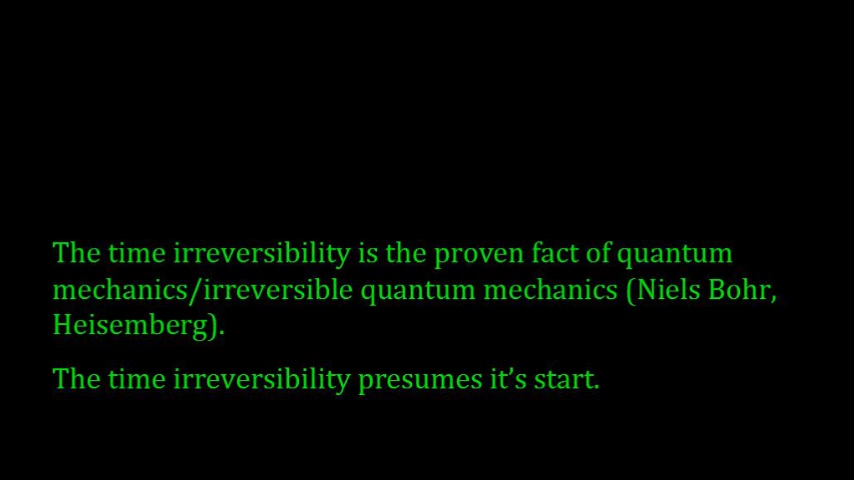 The time irreversibility is the proven fact of quantum
mechanics/irreversible quantum mechanics (Niels Bohr,
Heisemberg).
The time irreversibility presumes it’s start.